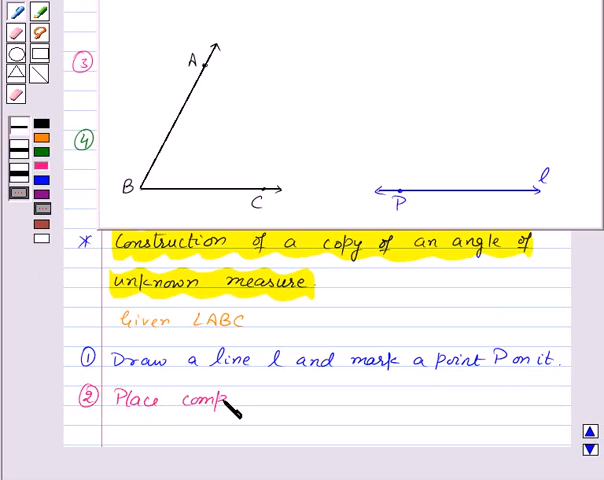 ③
A
④
B
C
P
l
* Construction of a copy of an angle of
unknown measure.
Given ∠ABC
① Draw a line l and mark a point P on it.
② Place comp